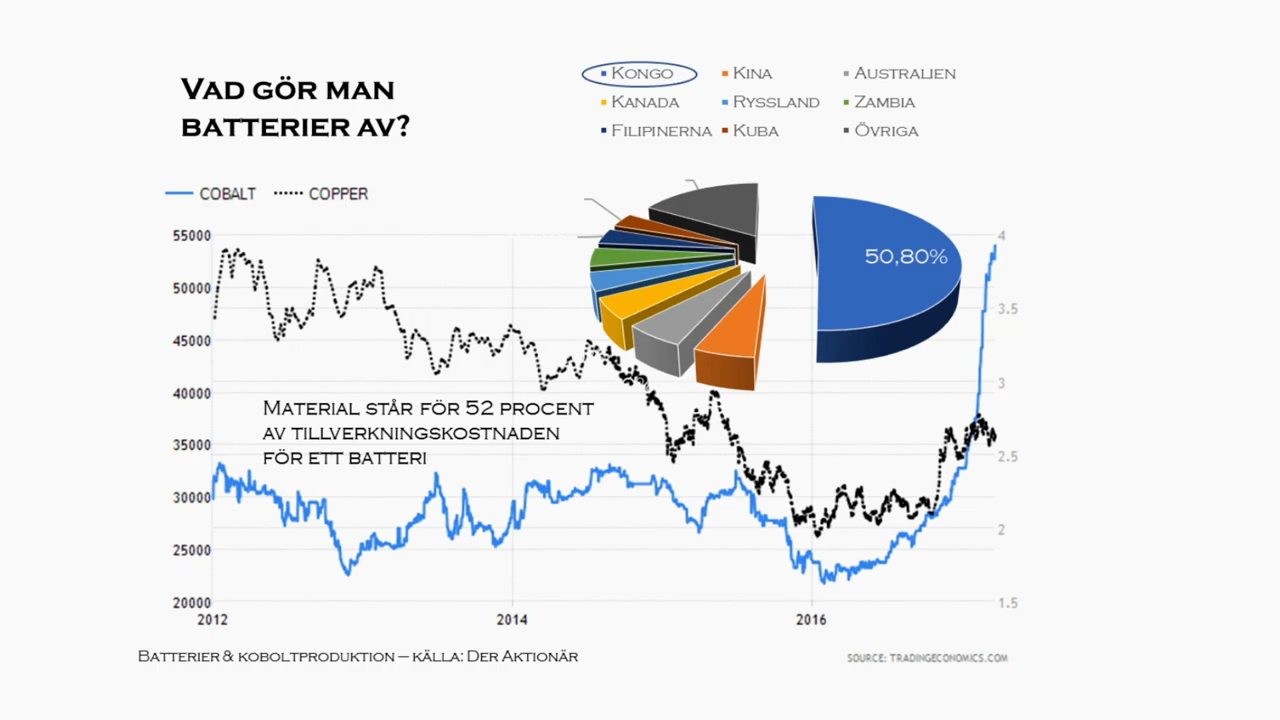 VAD GÖR MAN
BATTERIER AV?
KONGO KINA AUSTRALIEN
KANADA RYSSLAND ZAMBIA
FILIPINERNA KUBA ÖVRIGA
COBALT COPPER
50,80%
55000 4
50000
3.5
45000
3
40000
MATERIAL STÅR FÖR 52 PROCENT
AV TILLVERKNINGSKOSTNADEN
FÖR ETT BATTERI
35000
2.5
30000
2
25000
20000 1.5
2012 2014 2016
BATTERIER & KOBOLTPRODUKTION – KÄLLA: DER AKTIONÄR
SOURCE: TRADINGECONOMICS.COM